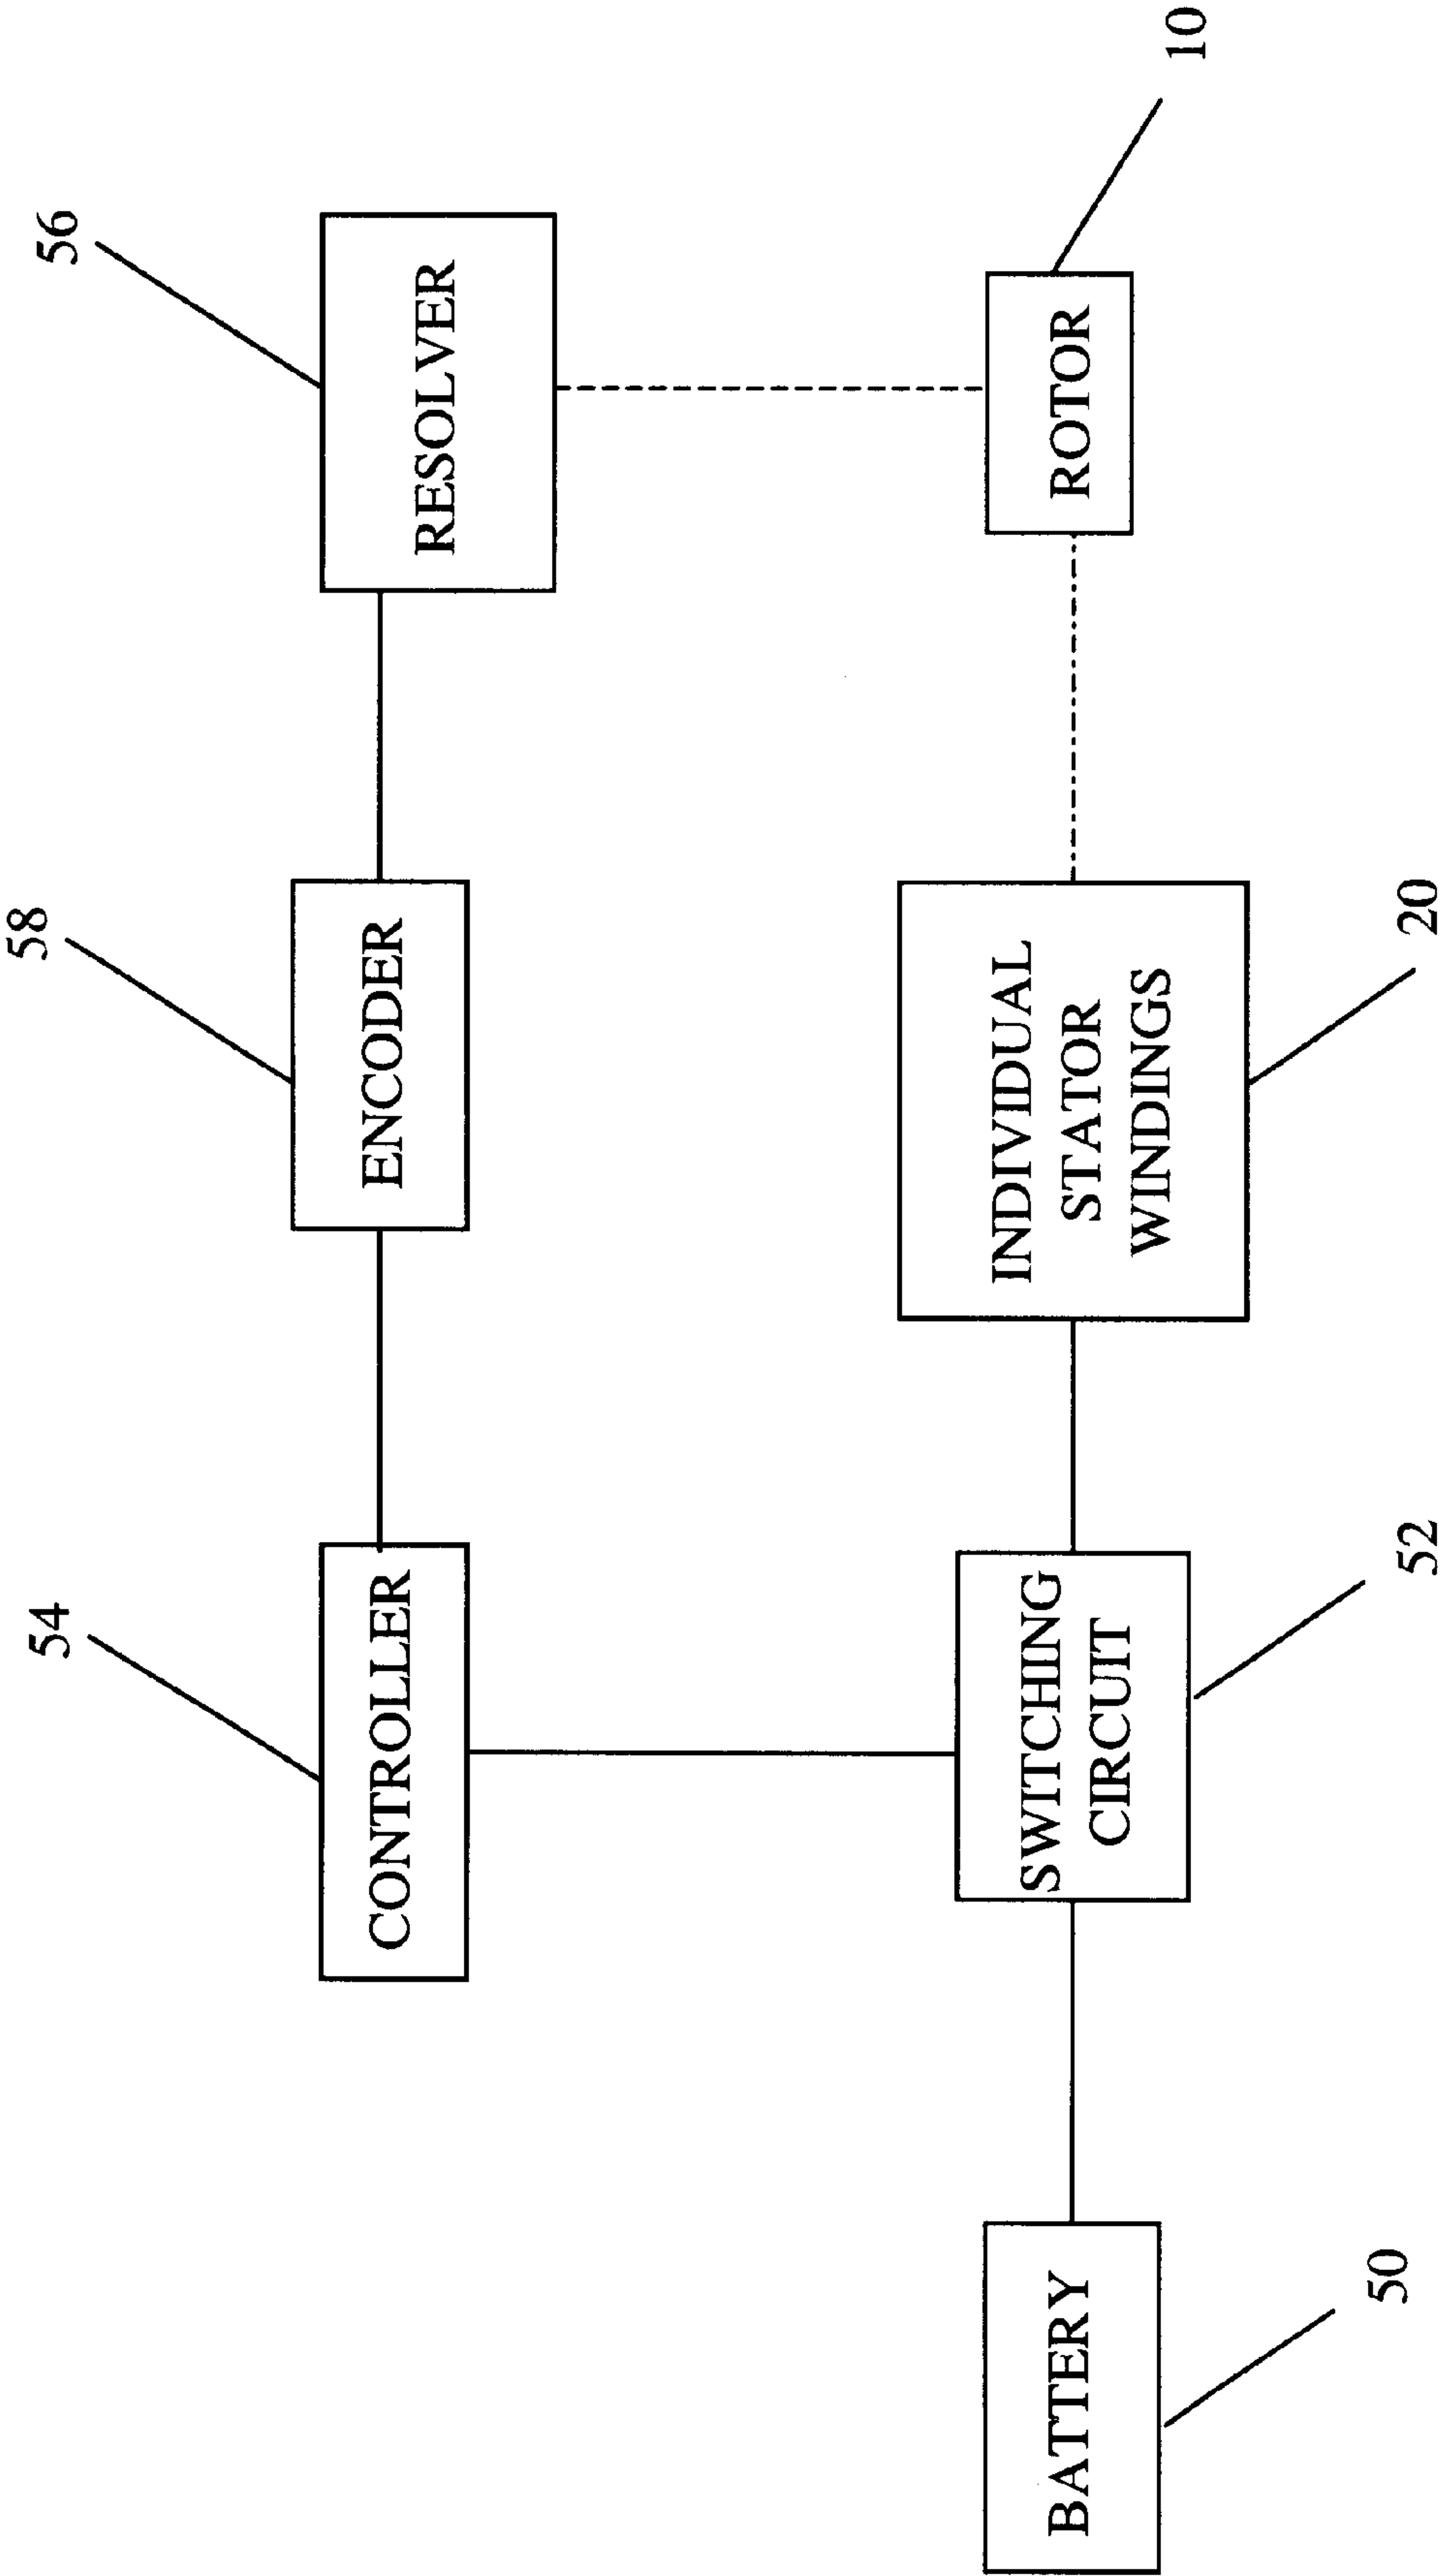 54
58
56
CONTROLLER
ENCODER
RESOLVER
BATTERY
SWITCHING
CIRCUIT
INDIVIDUAL
STATOR
WINDINGS
ROTOR
50
52
20
10